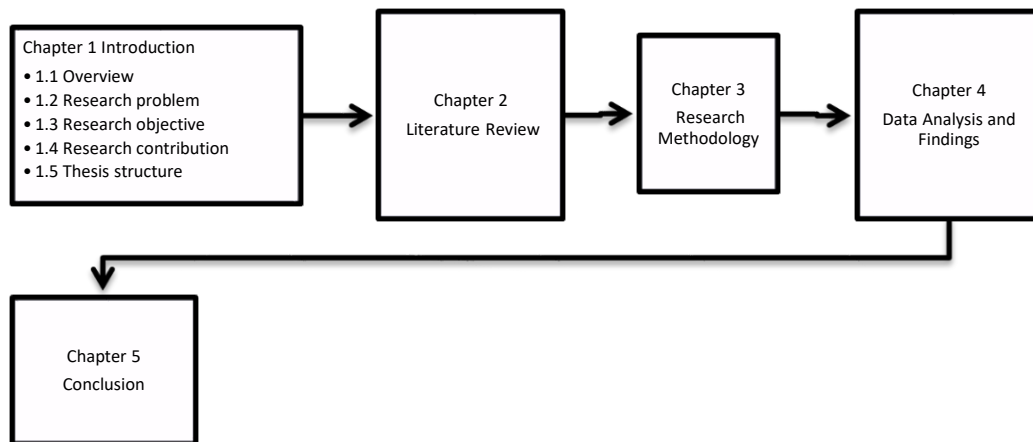 Chapter 1 Introduction
• 1.1 Overview
• 1.2 Research problem
• 1.3 Research objective
• 1.4 Research contribution
• 1.5 Thesis structure
Chapter 2
Literature Review
Chapter 3
Research
Methodology
Chapter 4
Data Analysis and
Findings
Chapter 5
Conclusion